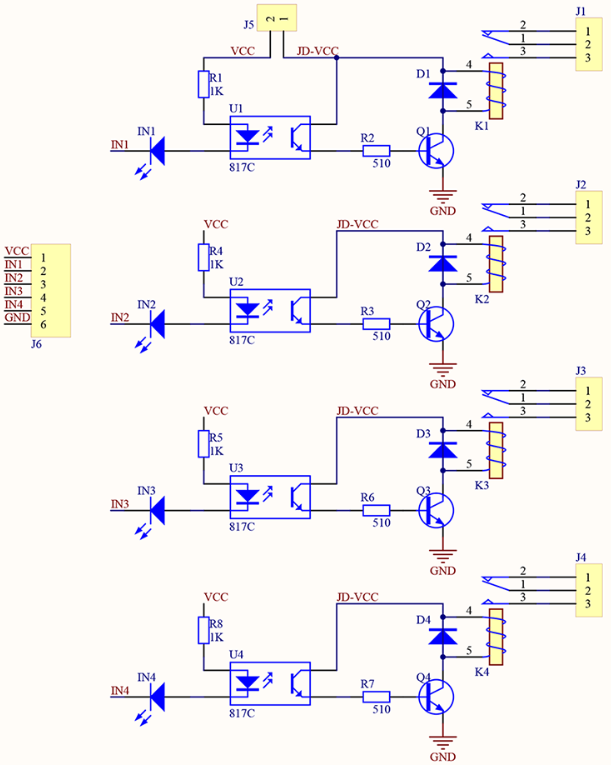 J5
2 1
J1
VCC
JD-VCC
2
1
3
1
2
3
R1
1K
D1
4
5
K1
U1
IN1
IN1
817C
R2
510
Q1
GND
J2
VCC
JD-VCC
2
1
3
1
2
3
R4
1K
D2
4
5
K2
U2
IN2
IN2
817C
R3
510
Q2
GND
VCC 1
IN1 2
IN2 3
IN3 4
IN4 5
GND 6
J6
J3
VCC
JD-VCC
2
1
3
1
2
3
R5
1K
D3
4
5
K3
U3
IN3
IN3
817C
R6
510
Q3
GND
J4
VCC
JD-VCC
2
1
3
1
2
3
R8
1K
D4
4
5
K4
U4
IN4
IN4
817C
R7
510
Q4
GND